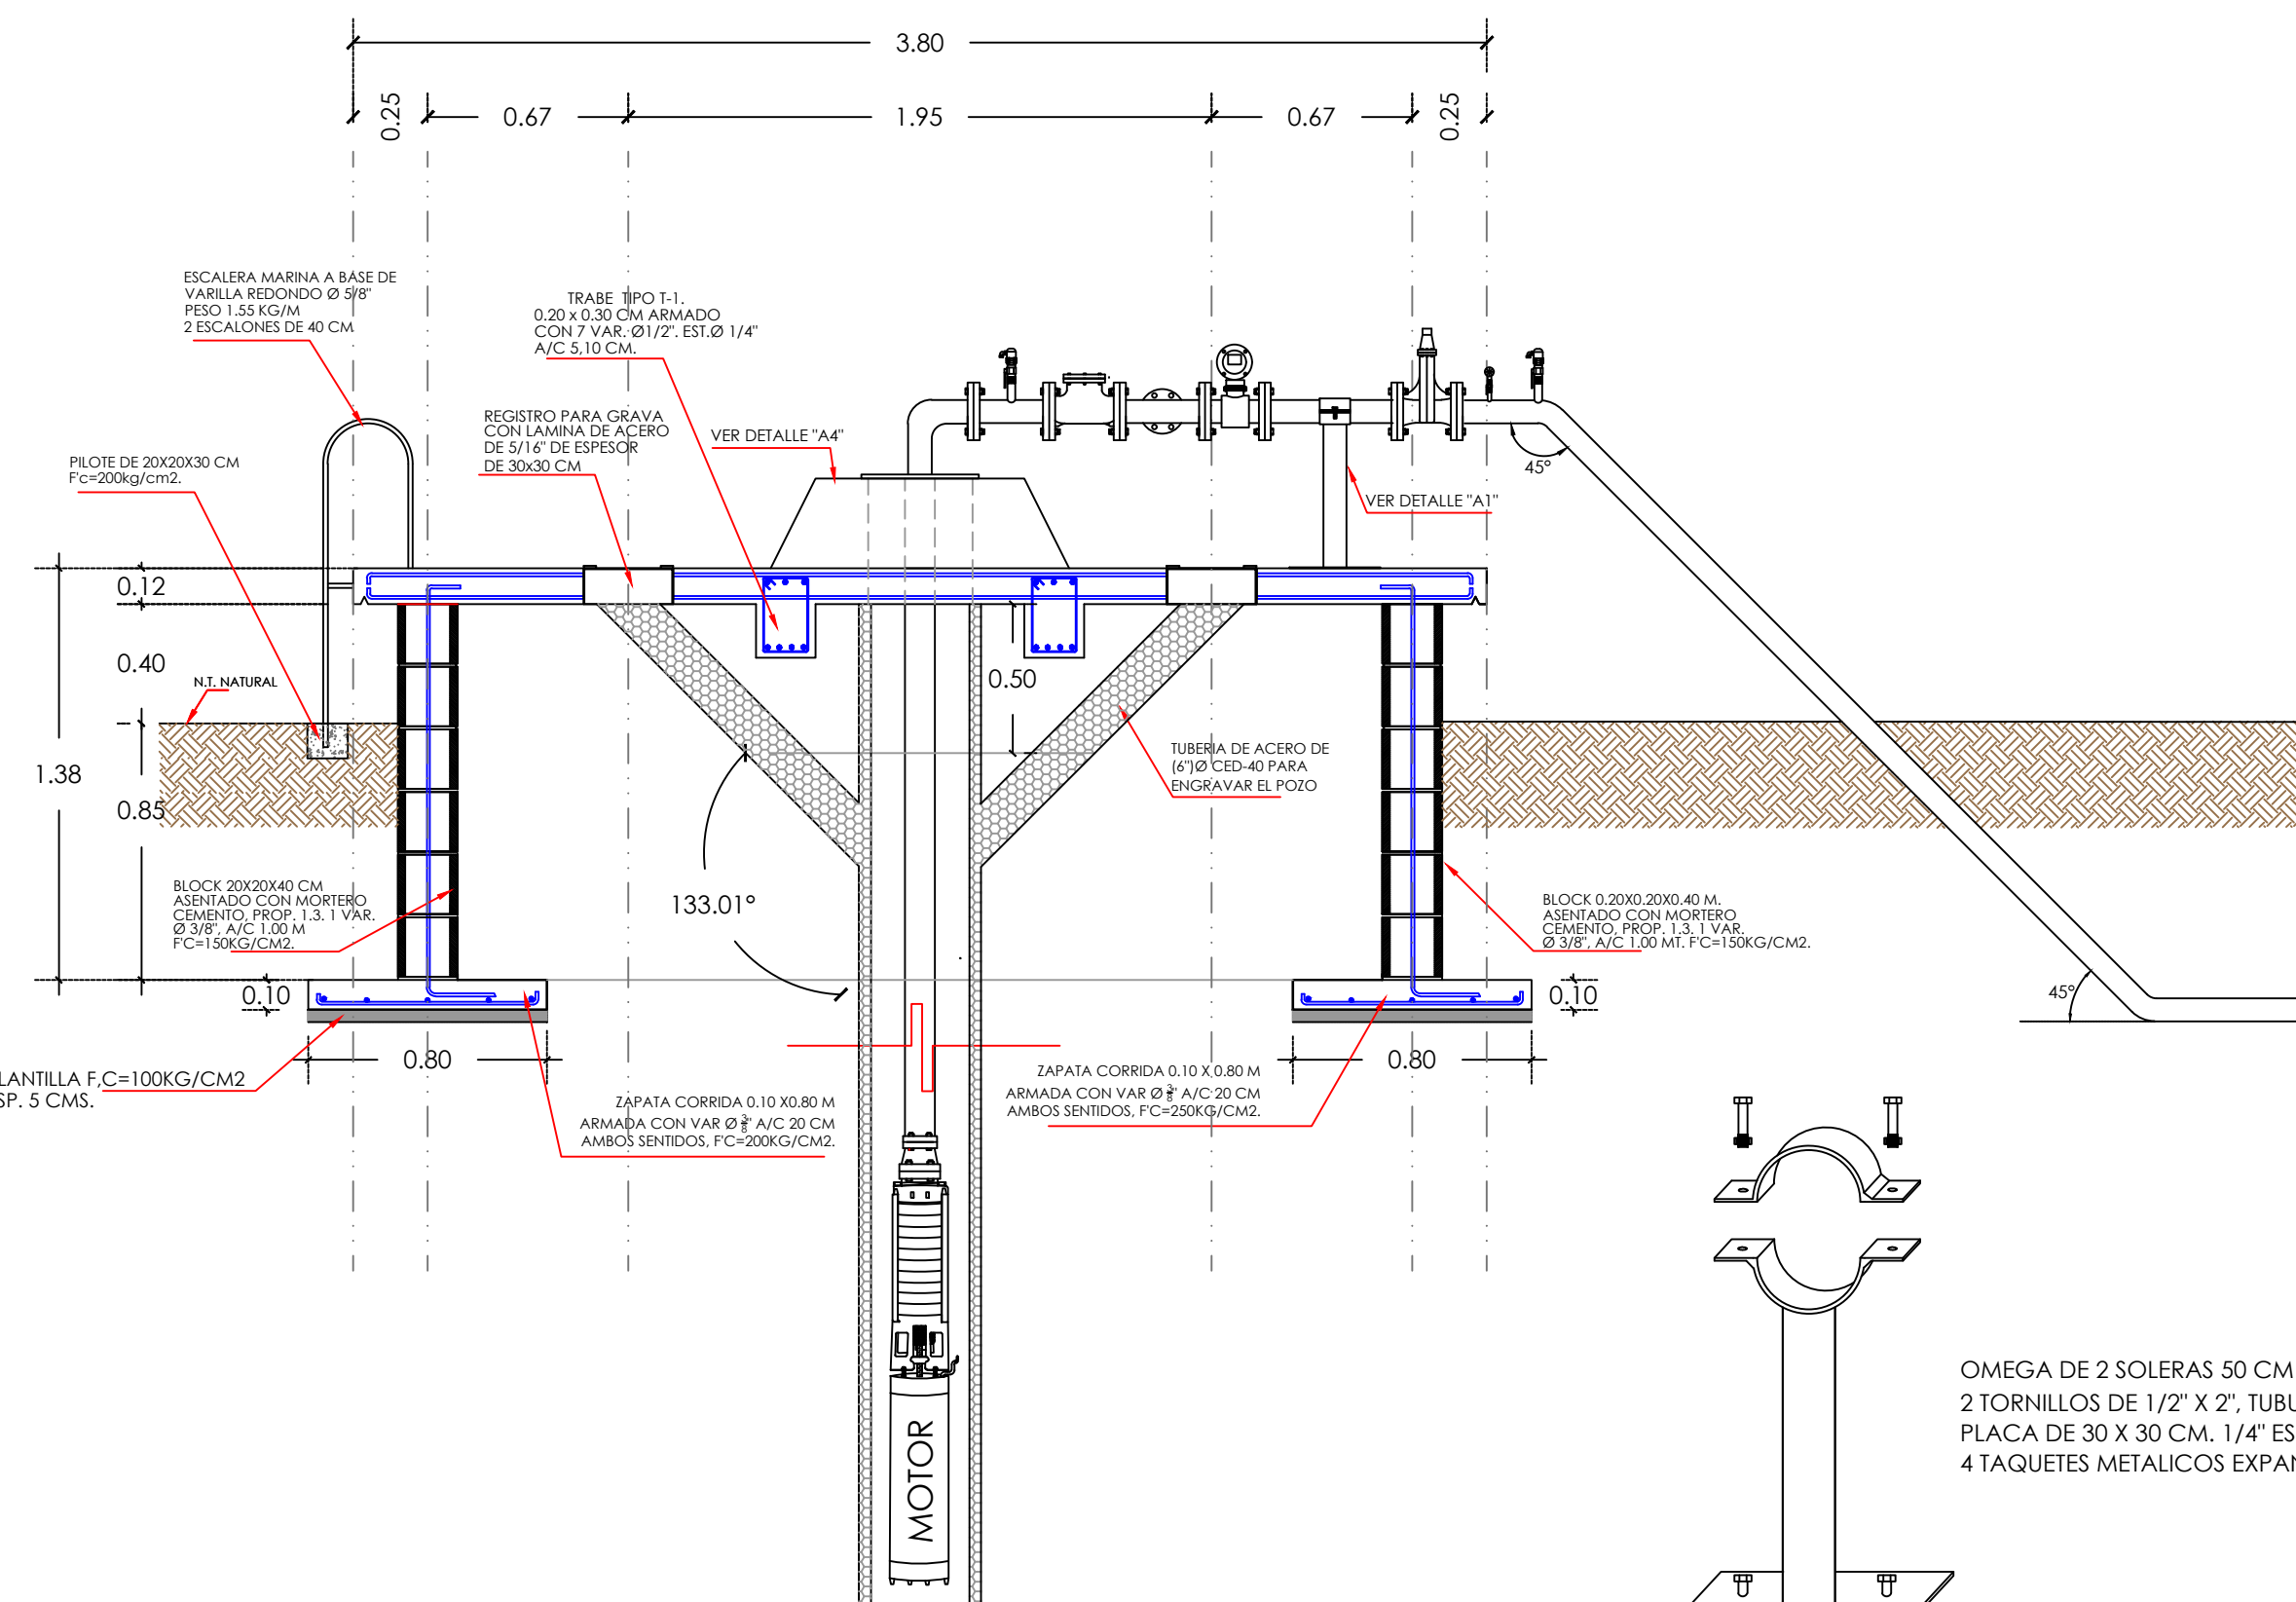 3.80
0.25
0.67
1.95
0.67
0.25
ESCALERA MARINA A BASE DE
VARILLA REDONDO Ø 5/8"
PESO 1.55 KG/M
2 ESCALONES DE 40 CM
TRABE TIPO T-1.
0.20 x 0.30 CM ARMADO
CON 7 VAR. Ø1/2". EST.Ø 1/4"
A/C 5,10 CM.
REGISTRO PARA GRAVA
CON LAMINA DE ACERO
DE 5/16" DE ESPESOR
DE 30x30 CM
VER DETALLE "A4"
PILOTE DE 20X20X30 CM
F'c=200kg/cm2.
45°
VER DETALLE "A1"
0.12
0.40
N.T. NATURAL
0.50
1.38
0.85
TUBERIA DE ACERO DE
(6")Ø CED-40 PARA
ENGRAVAR EL POZO
133.01°
BLOCK 20X20X40 CM
ASENTADO CON MORTERO
CEMENTO, PROP. 1.3. 1 VAR.
Ø 3/8", A/C 1.00 M
F'C=150KG/CM2.
BLOCK 0.20X0.20X0.40 M.
ASENTADO CON MORTERO
CEMENTO, PROP. 1.3. 1 VAR.
Ø 3/8", A/C 1.00 MT. F'C=150KG/CM2.
0.10
0.10
45°
0.80
0.80
LANTILLA F,C=100KG/CM2
SP. 5 CMS.
ZAPATA CORRIDA 0.10 X0.80 M
ARMADA CON VAR Ø 3/8" A/C 20 CM
AMBOS SENTIDOS, F'C=200KG/CM2.
ZAPATA CORRIDA 0.10 X 0.80 M
ARMADA CON VAR Ø 3/8" A/C 20 CM
AMBOS SENTIDOS, F'C=250KG/CM2.
MOTOR
OMEGA DE 2 SOLERAS 50 CM
2 TORNILLOS DE 1/2" X 2", TUBU
PLACA DE 30 X 30 CM. 1/4" ES
4 TAQUETES METALICOS EXPAN